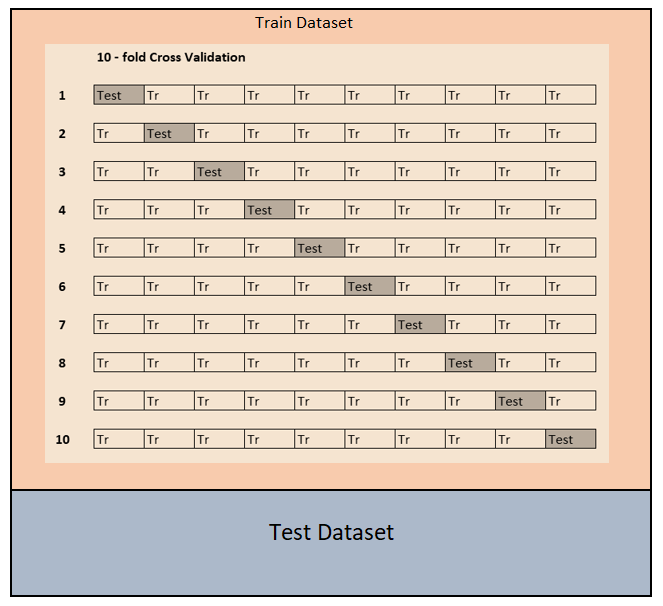 Train Dataset
10 - fold Cross Validation
1 Test Tr Tr Tr Tr Tr Tr Tr Tr Tr
2 Tr Test Tr Tr Tr Tr Tr Tr Tr Tr
3 Tr Tr Test Tr Tr Tr Tr Tr Tr Tr
4 Tr Tr Tr Test Tr Tr Tr Tr Tr Tr
5 Tr Tr Tr Tr Test Tr Tr Tr Tr Tr
6 Tr Tr Tr Tr Tr Test Tr Tr Tr Tr
7 Tr Tr Tr Tr Tr Tr Test Tr Tr Tr
8 Tr Tr Tr Tr Tr Tr Tr Test Tr Tr
9 Tr Tr Tr Tr Tr Tr Tr Tr Test Tr
10 Tr Tr Tr Tr Tr Tr Tr Tr Tr Test
Test Dataset